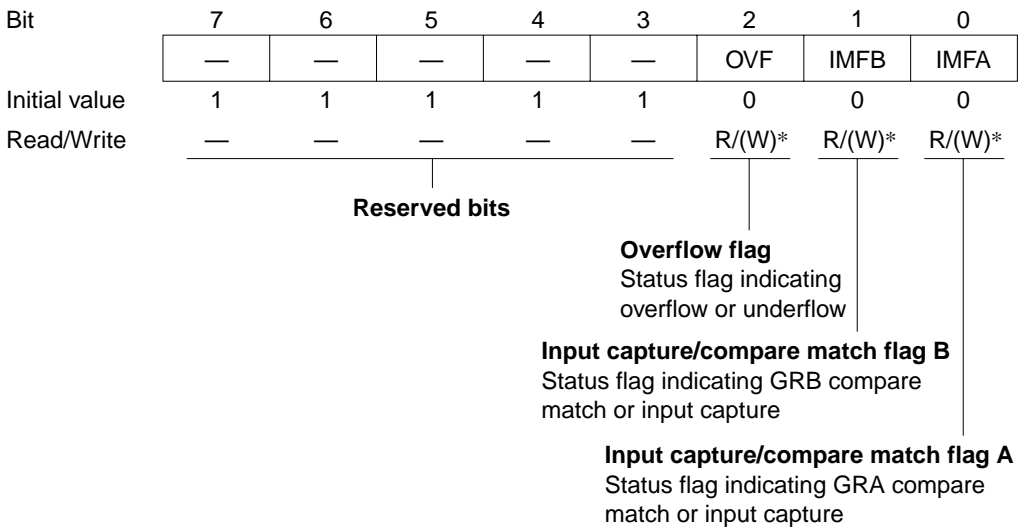 Bit 7 6 5 4 3 2 1 0
— — — — — OVF IMFB IMFA
Initial value 1 1 1 1 1 0 0 0
Read/Write — — — — — R/(W)* R/(W)* R/(W)*
Reserved bits
Overflow flag
Status flag indicating
overflow or underflow
Input capture/compare match flag B
Status flag indicating GRB compare
match or input capture
Input capture/compare match flag A
Status flag indicating GRA compare
match or input capture